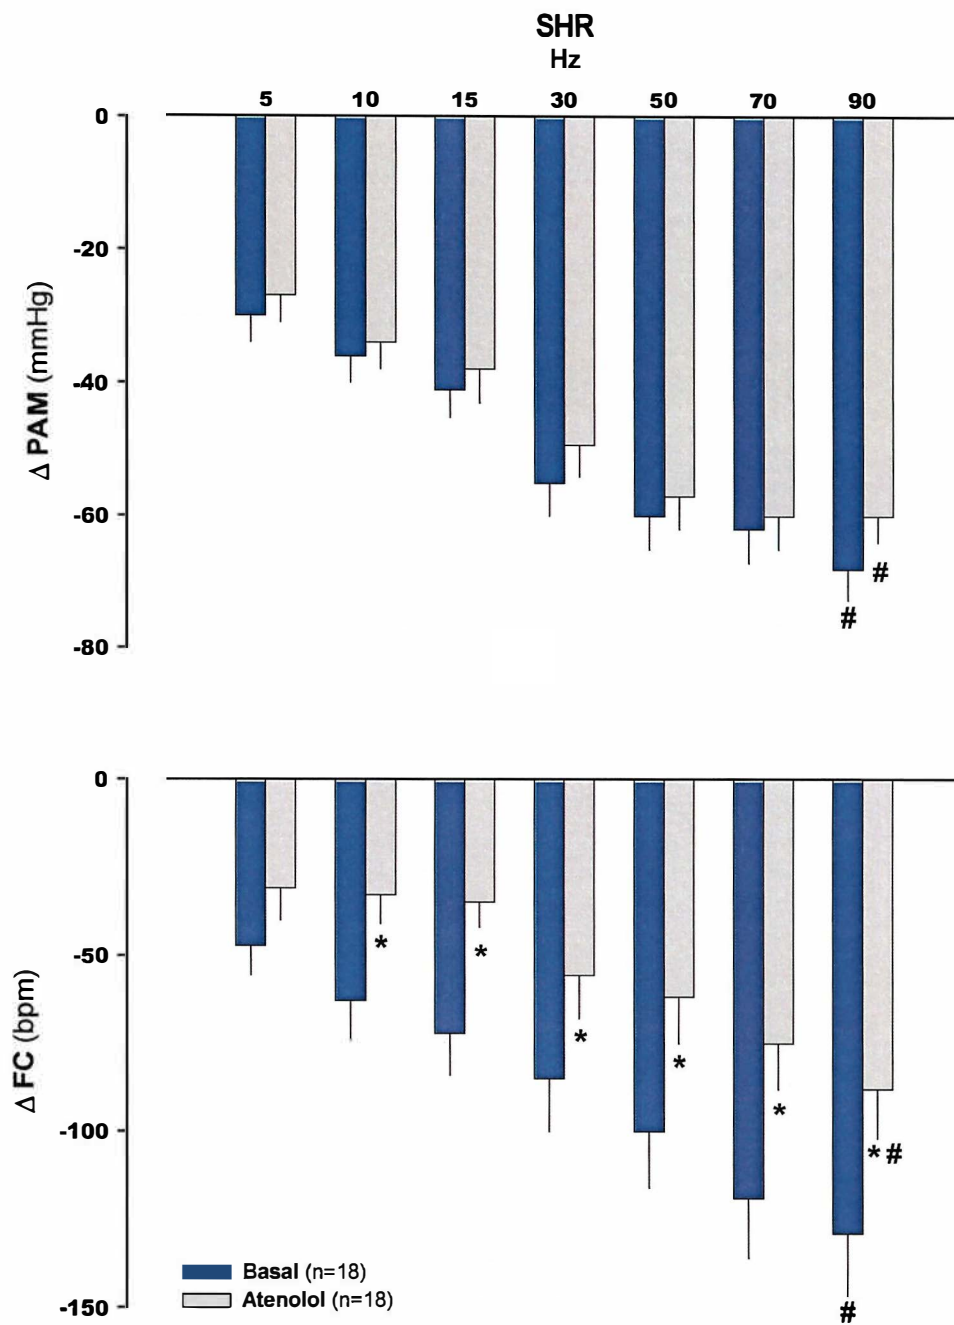 SHR
Hz
5 10 15 30 50 70 90
0
-20
-40
-60
-80
Δ PAM (mmHg)
#
#
0
-50
-100
-150
Δ FC (bpm)
*
*
*
*
*
* #
#
Basal (n=18)
Atenolol (n=18)